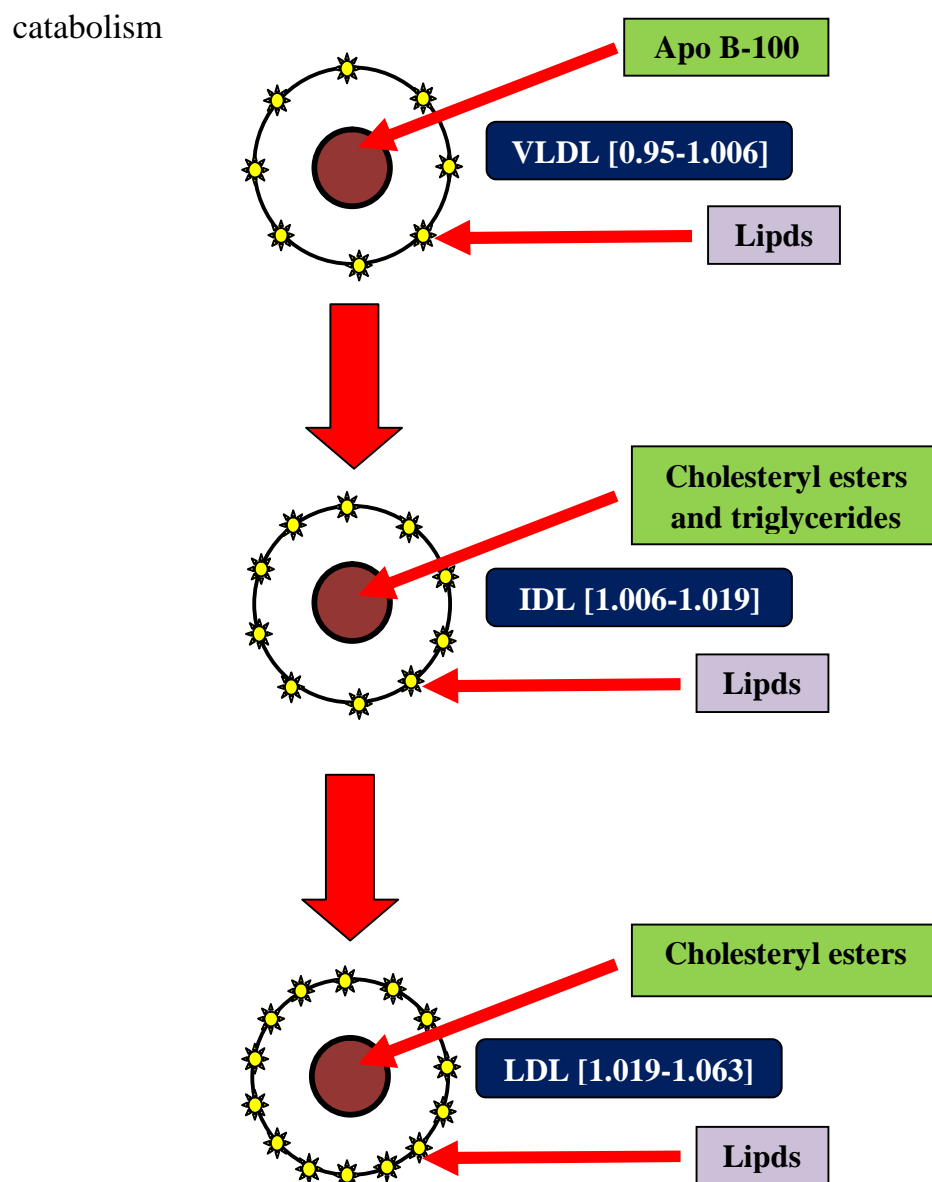 catabolism
Apo B-100
VLDL [0.95-1.006]
Lipds
Cholesteryl esters
and triglycerides
IDL [1.006-1.019]
Lipds
Cholesteryl esters
LDL [1.019-1.063]
Lipds